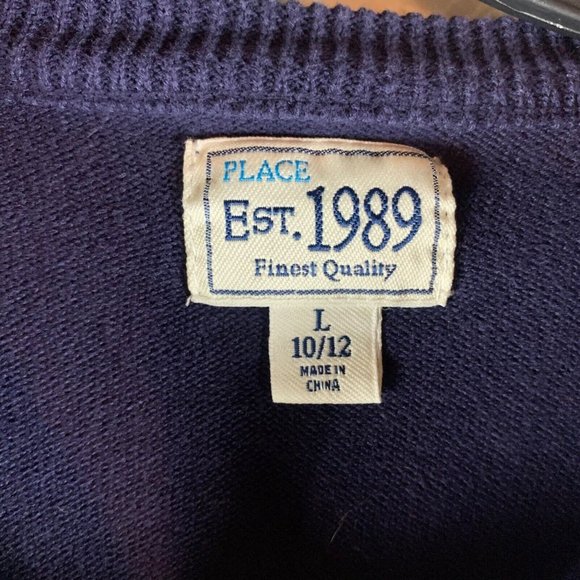 PLACE
EST. 1989
Finest Quality
L
10/12
MADE IN
CHINA